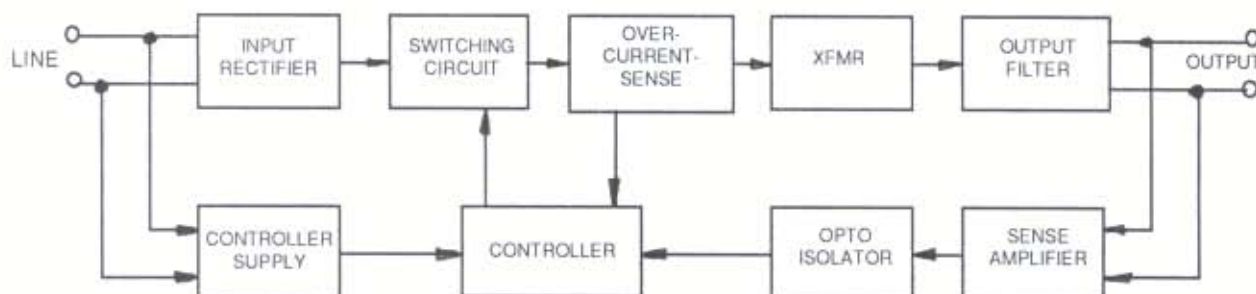 LINE
INPUT
RECTIFIER
SWITCHING
CIRCUIT
OVER-
CURRENT-
SENSE
XFMR
OUTPUT
FILTER
OUTPUT
CONTROLLER
SUPPLY
CONTROLLER
OPTO
ISOLATOR
SENSE
AMPLIFIER